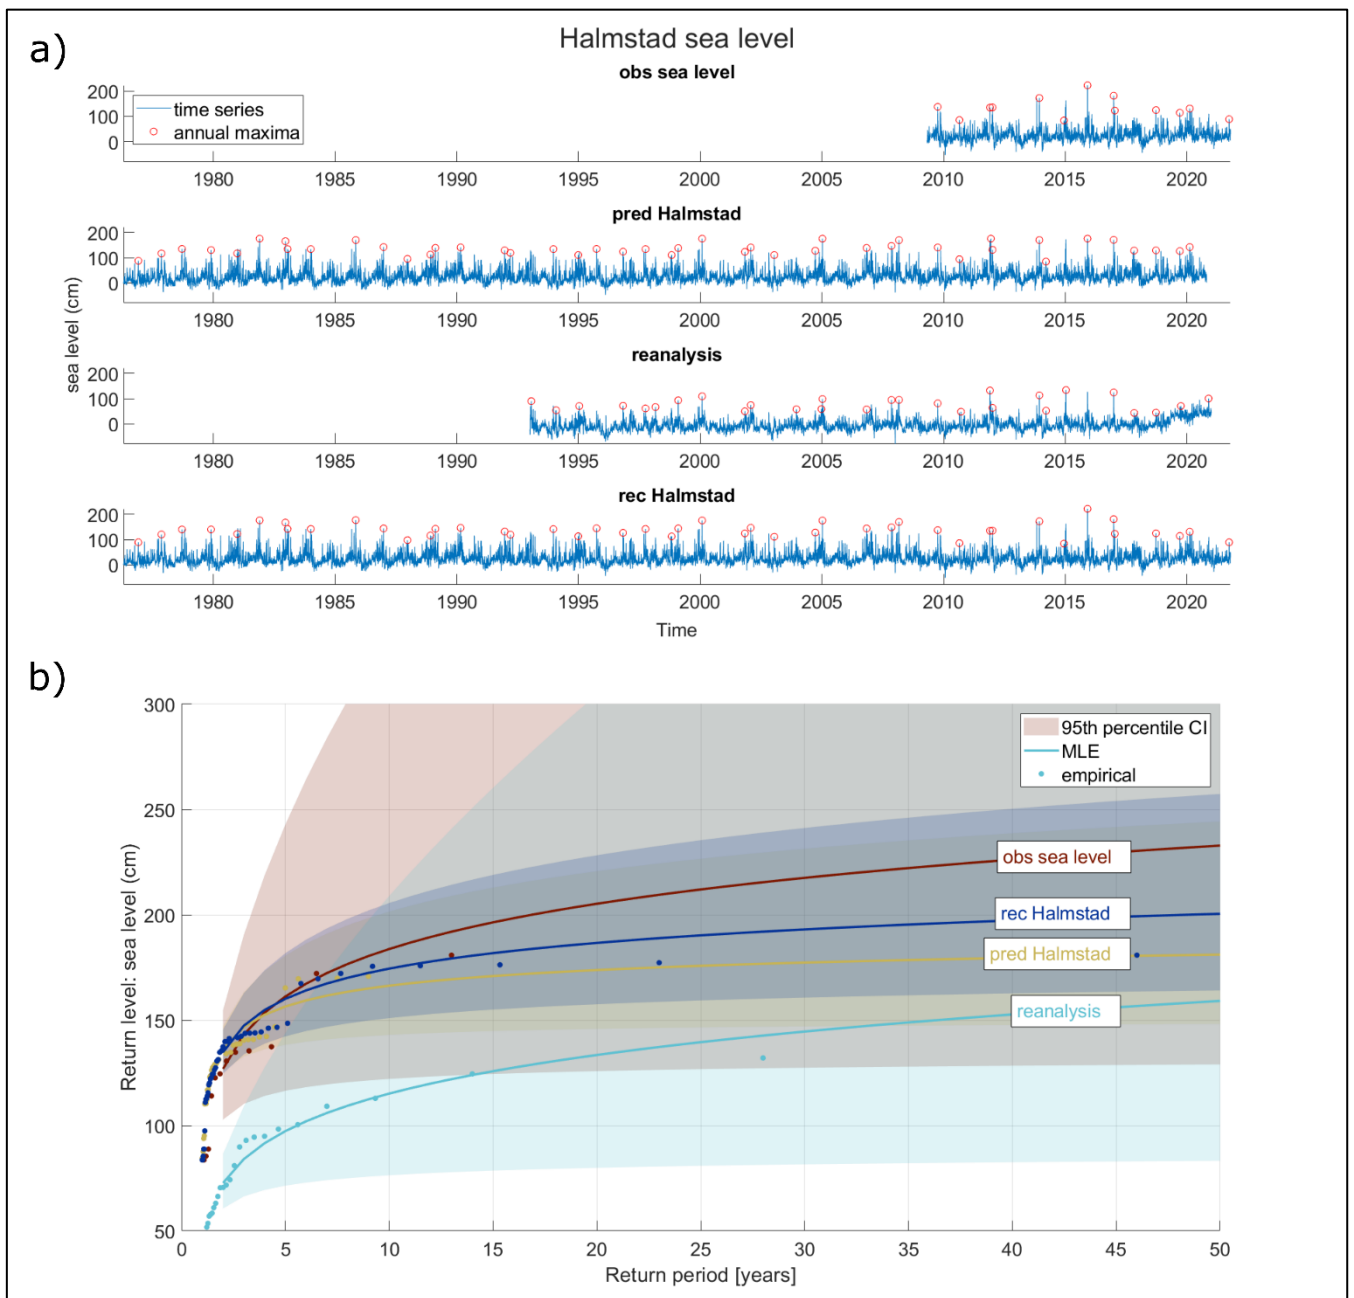 a)
Halmstad sea level
obs sea level
200
100
0
time series
annual maxima
1980 1985 1990 1995 2000 2005 2010 2015 2020
pred Halmstad
200
100
0
1980 1985 1990 1995 2000 2005 2010 2015 2020
sea level (cm)
reanalysis
200
100
0
1980 1985 1990 1995 2000 2005 2010 2015 2020
rec Halmstad
200
100
0
1980 1985 1990 1995 2000 2005 2010 2015 2020
Time
b)
300
250
200
150
100
50
Return level: sea level (cm)
95th percentile CI
MLE
empirical
obs sea level
rec Halmstad
pred Halmstad
reanalysis
0 5 10 15 20 25 30 35 40 45 50
Return period [years]